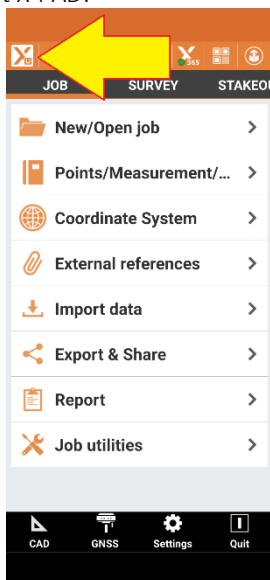 365
JOB SURVEY STAKEO
New/Open job
Points/Measurement/...
Coordinate System
External references
Import data
Export & Share
Report
Job utilities
CAD GNSS Settings Quit